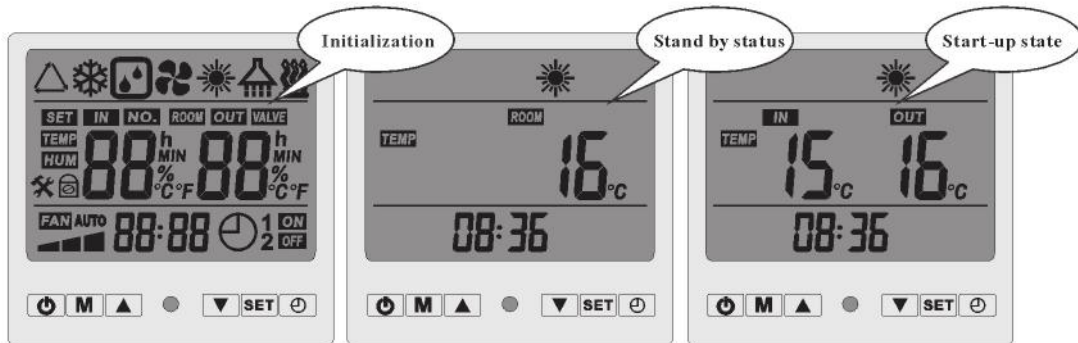 Initialization
Stand by status
Start-up state
SET IN NO. ROOM OUT VALVE
TEMP
HUM
88 h MIN % °C °F 88 h MIN % °C °F
FAN AUTO 88:88 1 2 ON OFF
M SET
ROOM
TEMP
16 °C
08:36
M SET
IN OUT
TEMP
15 °C 16 °C
08:36
M SET